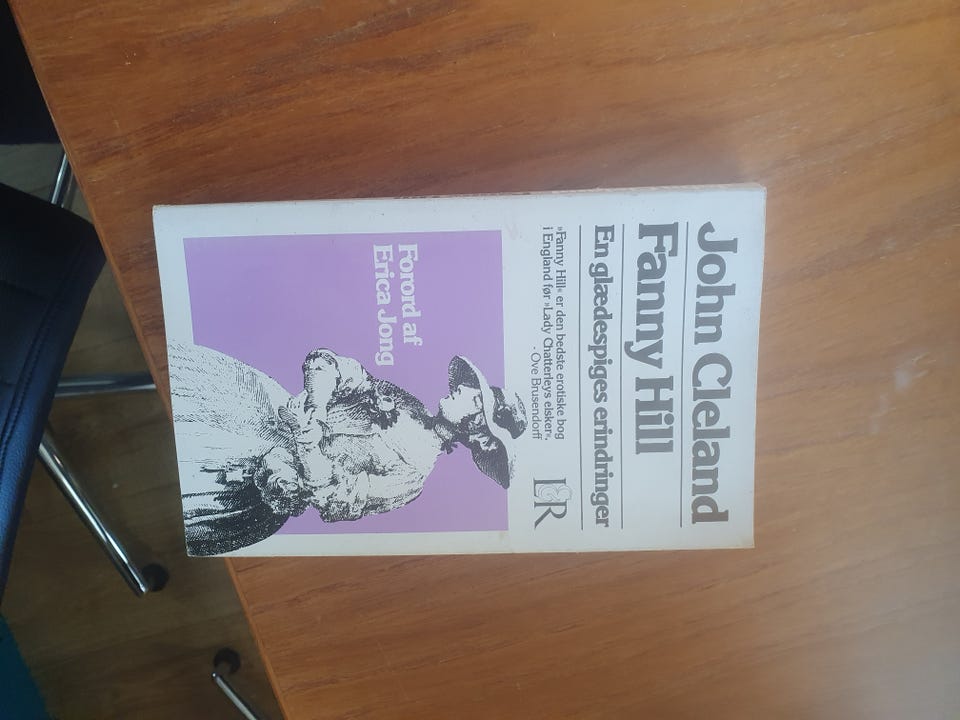 John Cleland
Fanny Hill
En glædespiges erindringer
»Fanny Hill« er den bedste erotiske bog
i England før »Lady Chatterleys elsker«.
Ove Brusendorff
L&R
Forord af
Erica Jong